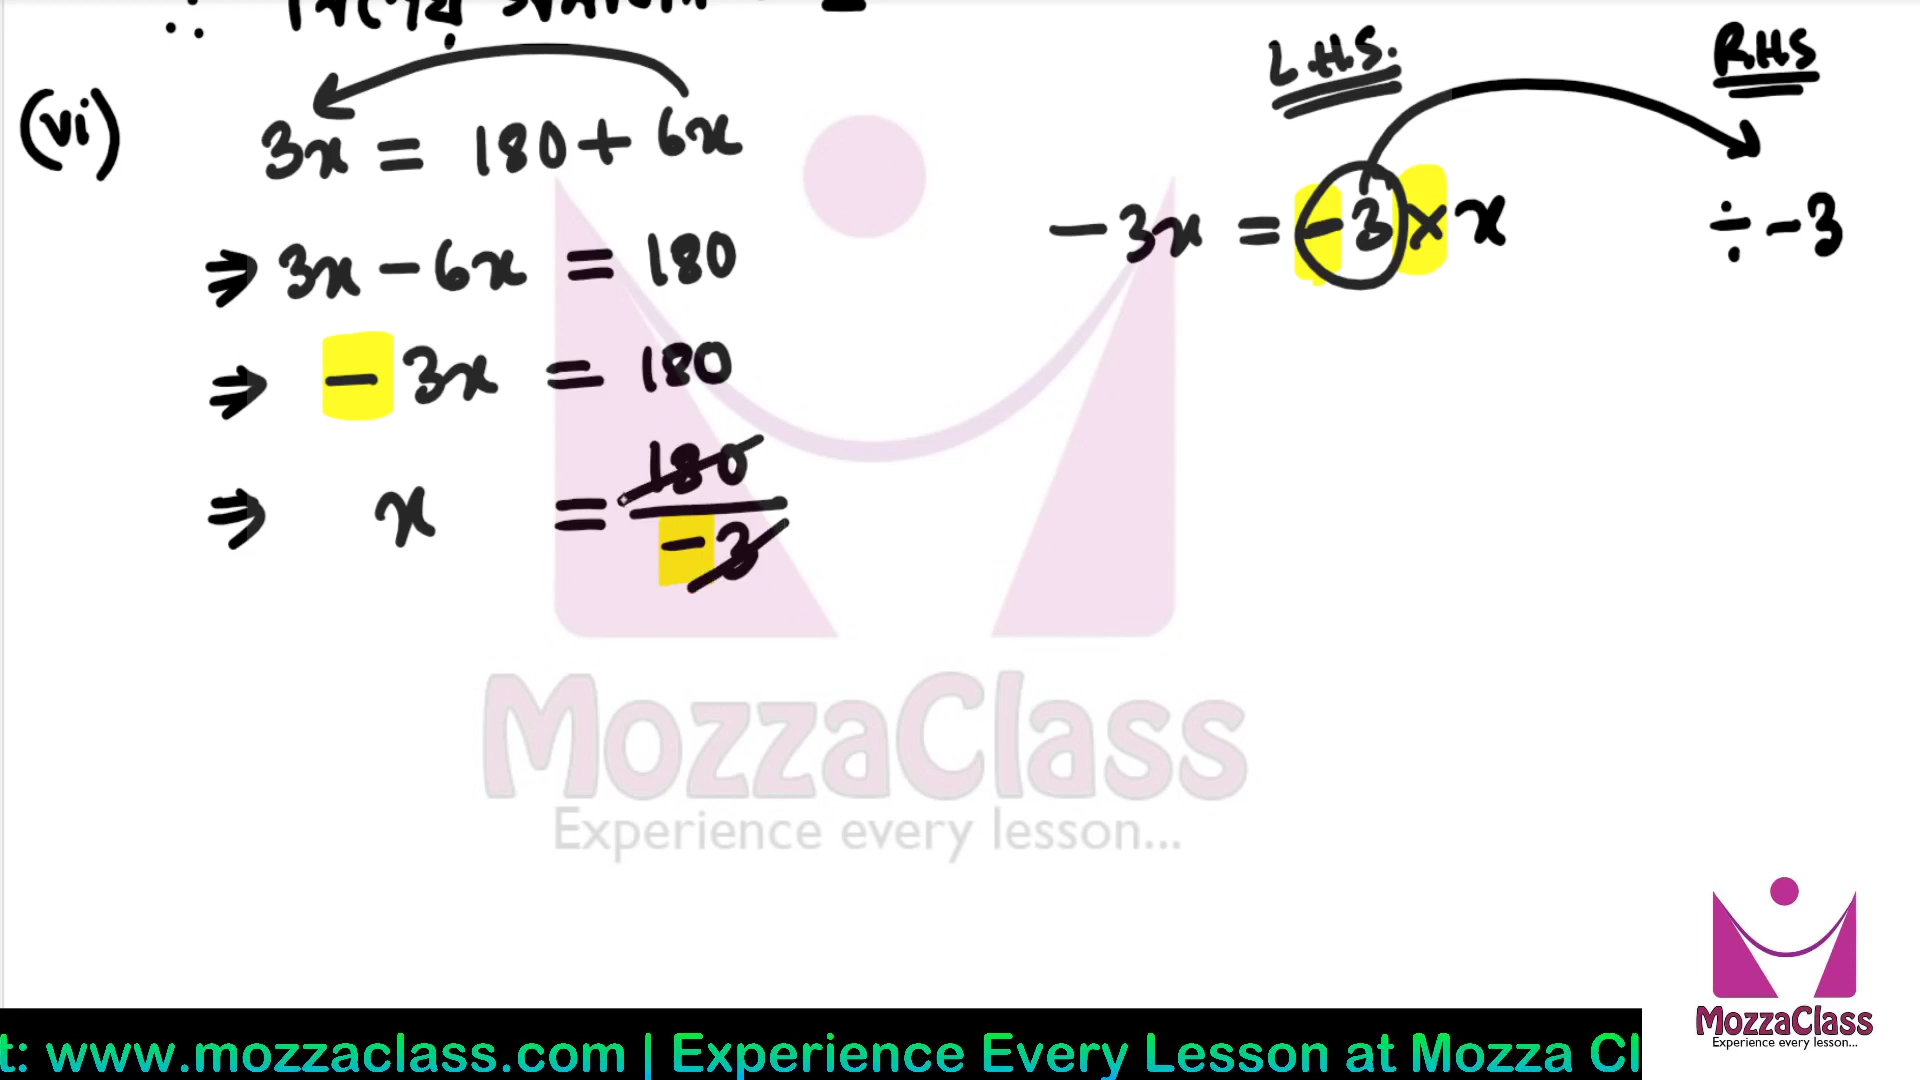 ∴ নির্ণেয় সমাধান
(vi) 3x = 180 + 6x
⇒ 3x - 6x = 180
⇒ -3x = 180
⇒ x = 180/-3
LHS. RHS
-3x = -3 × x ÷ -3
MozzaClass
Experience every lesson...
MozzaClass
Experience every lesson...
t: www.mozzaclass.com | Experience Every Lesson at Mozza Cl